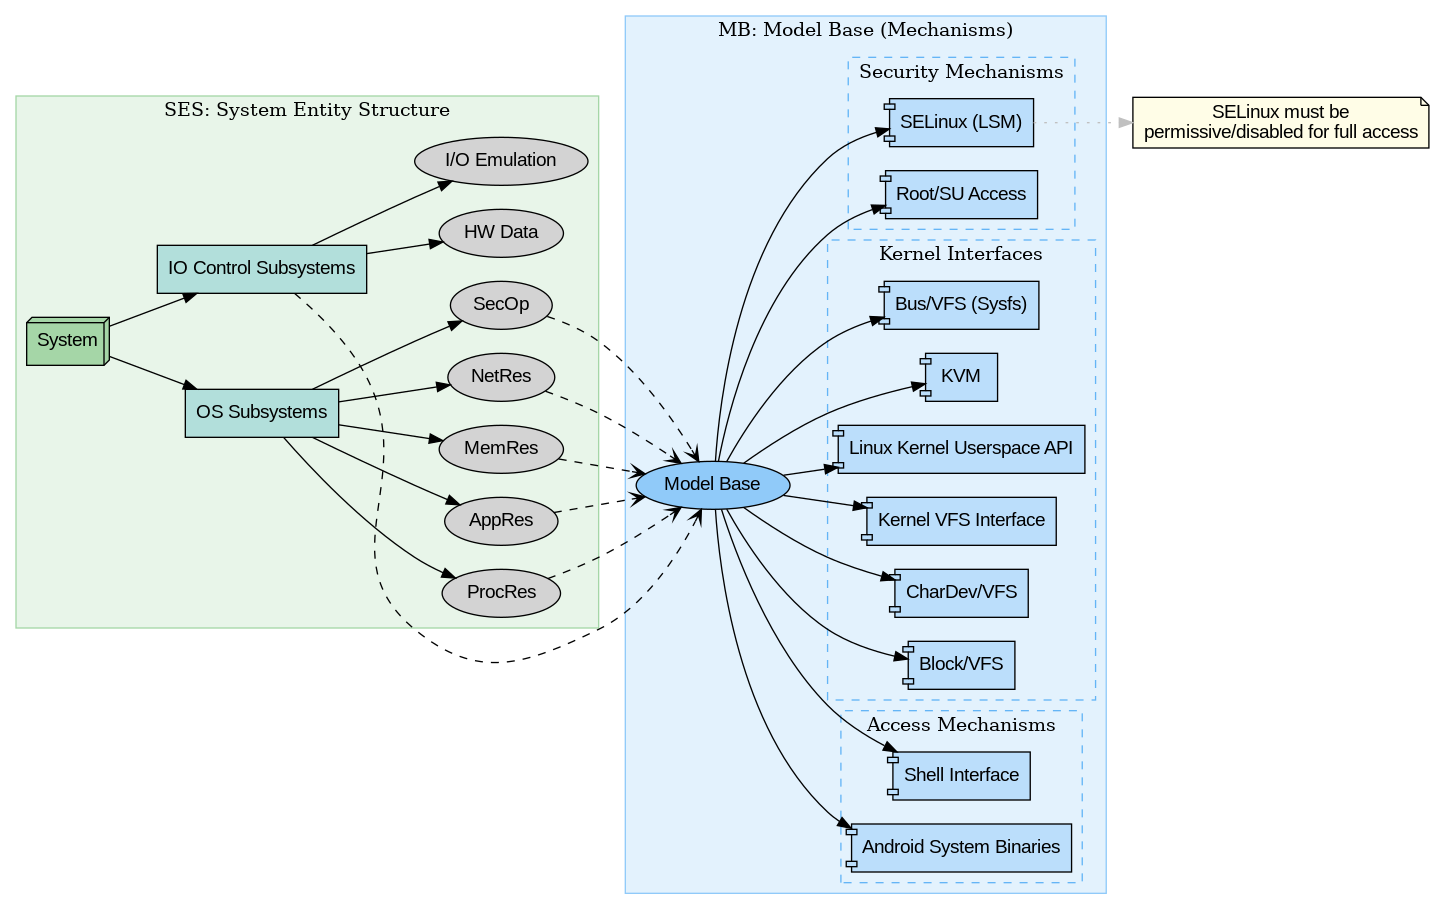 SES: System Entity Structure
System
IO Control Subsystems
OS Subsystems
I/O Emulation
HW Data
SecOp
NetRes
MemRes
AppRes
ProcRes
MB: Model Base (Mechanisms)
Model Base
Security Mechanisms
SELinux (LSM)
Root/SU Access
Kernel Interfaces
Bus/VFS (Sysfs)
KVM
Linux Kernel Userspace API
Kernel VFS Interface
CharDev/VFS
Block/VFS
Access Mechanisms
Shell Interface
Android System Binaries
SELinux must be
permissive/disabled for full access